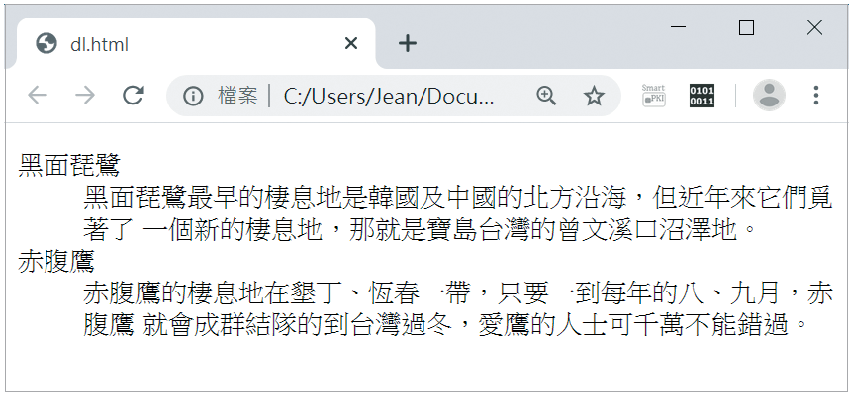 dl.html
檔案 C:/Users/Jean/Docu...
Smart
PKI
0101
0011
黑面琵鷺
黑面琵鷺最早的棲息地是韓國及中國的北方沿海，但近年來它們覓
著了 一個新的棲息地，那就是寶島台灣的曾文溪口沼澤地。
赤腹鷹
赤腹鷹的棲息地在墾丁、恆春一帶，只要一到每年的八、九月，赤
腹鷹 就會成群結隊的到台灣過冬，愛鷹的人士可千萬不能錯過。